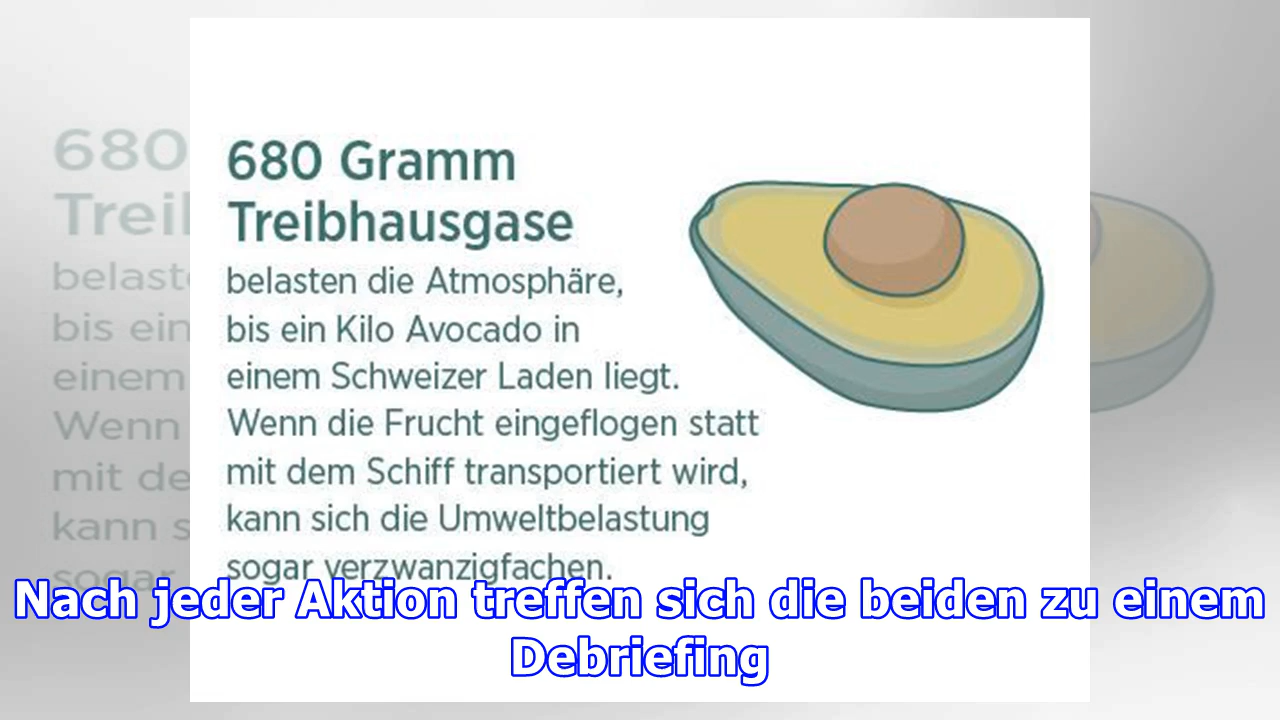 680 Gramm
Treibhausgase
belasten die Atmosphäre,
bis ein Kilo Avocado in
einem Schweizer Laden liegt.
Wenn die Frucht eingeflogen statt
mit dem Schiff transportiert wird,
kann sich die Umweltbelastung
sogar verzwanzigfachen.
Nach jeder Aktion treffen sich die beiden zu einem
Debriefing